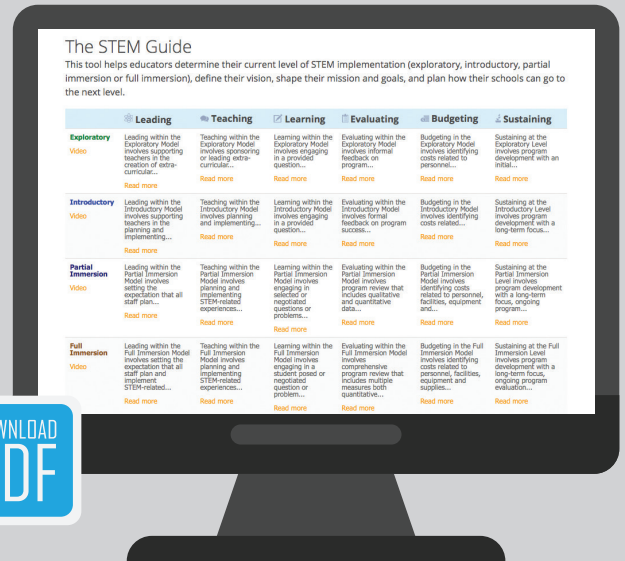 The STEM Guide
This tool helps educators determine their current level of STEM implementation (exploratory, introductory, partial
immersion or full immersion), define their vision, shape their mission and goals, and plan how their schools can go to
the next level.
Leading Teaching Learning Evaluating Budgeting Sustaining
Exploratory
Video
Leading within the
Exploratory Model
involves supporting
teachers in the
creation of extra-
curricular...
Read more
Teaching within the
Exploratory Model
involves sponsoring
or leading extra-
curricular...
Read more
Learning within the
Exploratory Model
involves engaging
in a provided
question...
Read more
Evaluating within the
Exploratory Model
involves informal
feedback on
program...
Read more
Budgeting in the
Exploratory Model
involves identifying
costs related to
personnel...
Read more
Sustaining at the
Exploratory Level
involves program
development with an
initial...
Read more
Introductory
Video
Leading within the
Introductory Model
involves supporting
teachers in the
planning and
implementing...
Read more
Teaching within the
Introductory Model
involves planning
and implementing...
Read more
Learning within the
Introductory Model
involves engaging
in a provided
question...
Read more
Evaluating within the
Introductory Model
involves formal
feedback on program
success...
Read more
Budgeting in the
Introductory Model
involves identifying
costs related...
Read more
Sustaining at the
Introductory Level
involves program
development with a
long-term focus...
Read more
Partial
Immersion
Video
Leading within the
Partial Immersion
Model involves
setting the
expectation that all
staff plan...
Read more
Teaching within the
Partial Immersion
Model involves
planning and
implementing
STEM-related
experiences...
Read more
Learning within the
Partial Immersion
Model involves
engaging in
selected or
negotiated
questions or
problems...
Read more
Evaluating within the
Partial Immersion
Model involves
program review that
includes qualitative
and quantitative
data...
Read more
Budgeting in the
Partial Immersion
Model involves
identifying costs
related to personnel,
facilities, equipment
and...
Read more
Sustaining at the
Partial Immersion
Level involves
program development
with a long-term
focus, ongoing
program...
Read more
Full
Immersion
Video
Leading within the
Full Immersion Model
involves setting the
expectation that all
staff plan and
implement
STEM-related...
Read more
Teaching within the
Full Immersion
Model involves
planning and
implementing
STEM-related
experiences...
Read more
Learning within the
Full Immersion
Model involves
engaging in a
student posed or
negotiated
question or
problem...
Read more
Evaluating within the
Full Immersion Model
involves
comprehensive
program review that
includes multiple
measures both
quantitative...
Read more
Budgeting in the Full
Immersion Model
involves identifying
costs related to
personnel, facilities,
equipment and
supplies...
Read more
Sustaining at the Full
Immersion Level
involves program
development with a
long-term focus,
ongoing program
evaluation...
Read more
WNLOAD
DF